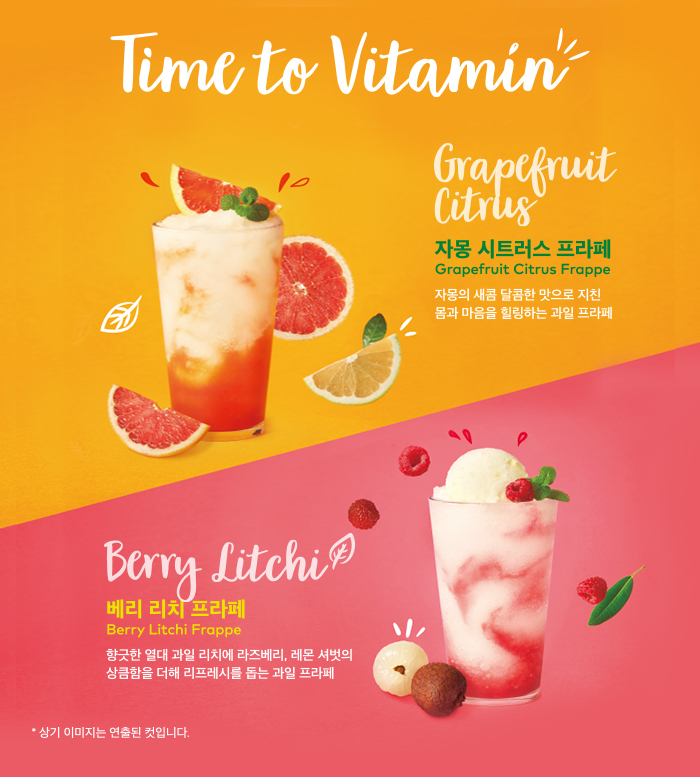 Time to Vitamin
Grapefruit
Citrus
자몽 시트러스 프라페
Grapefruit Citrus Frappe
자몽의 새콤 달콤한 맛으로 지친
몸과 마음을 힐링하는 과일 프라페
Berry Litchi
베리 리치 프라페
Berry Litchi Frappe
향긋한 열대 과일 리치에 라즈베리, 레몬 셔벗의
상큼함을 더해 리프레시를 돕는 과일 프라페
* 상기 이미지는 연출된 컷입니다.